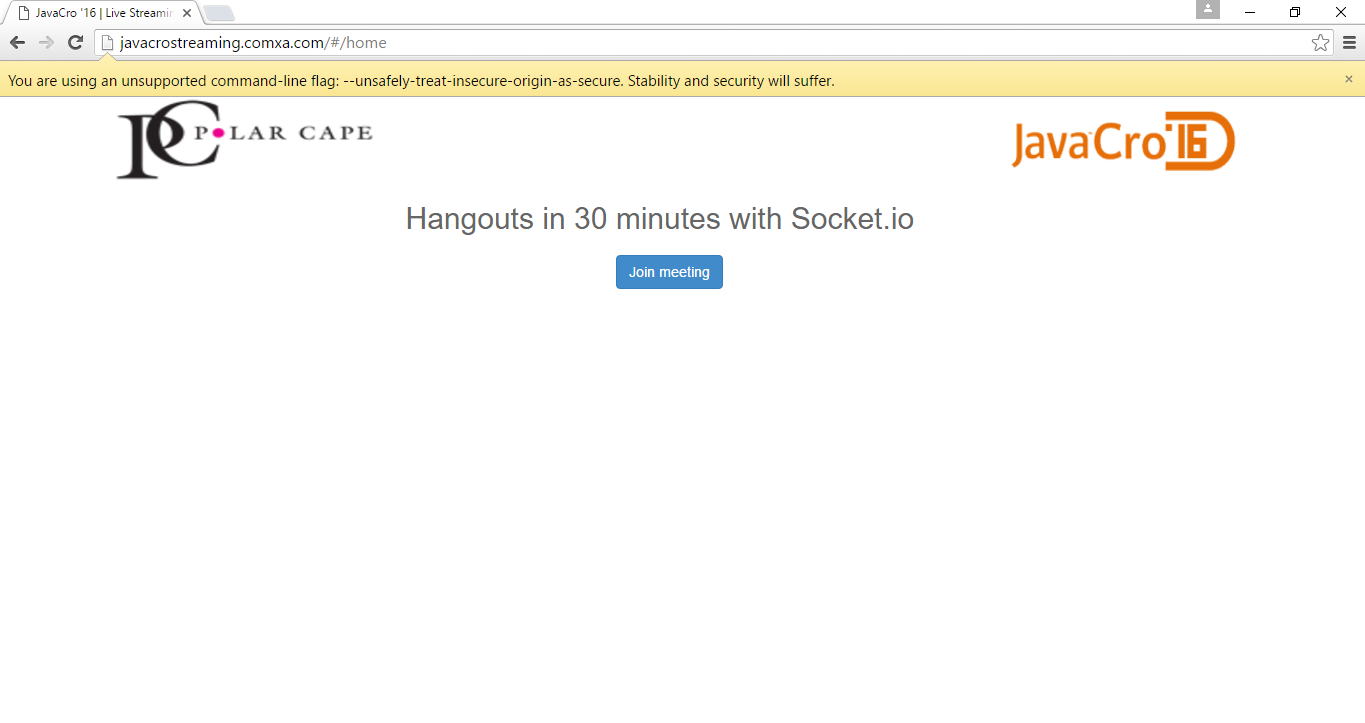 JavaCro '16 | Live Streamin
javacrostreaming.comxa.com/#/home
You are using an unsupported command-line flag: --unsafely-treat-insecure-origin-as-secure. Stability and security will suffer.
PC POLAR CAPE
JavaCro'16
Hangouts in 30 minutes with Socket.io
Join meeting